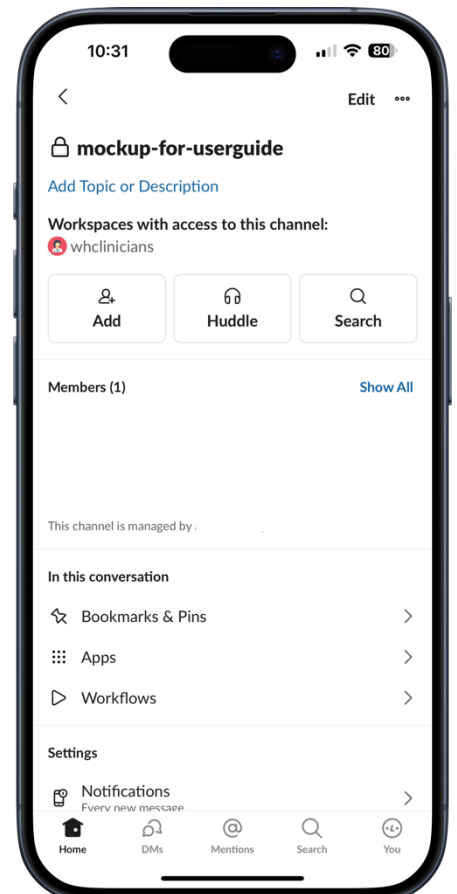 10:31
80
Edit
mockup-for-userguide
Add Topic or Description
Workspaces with access to this channel:
whclinicians
Add Huddle Search
Members (1) Show All
This channel is managed by
In this conversation
Bookmarks & Pins
Apps
Workflows
Settings
Notifications
Every new message
Home DMs Mentions Search You